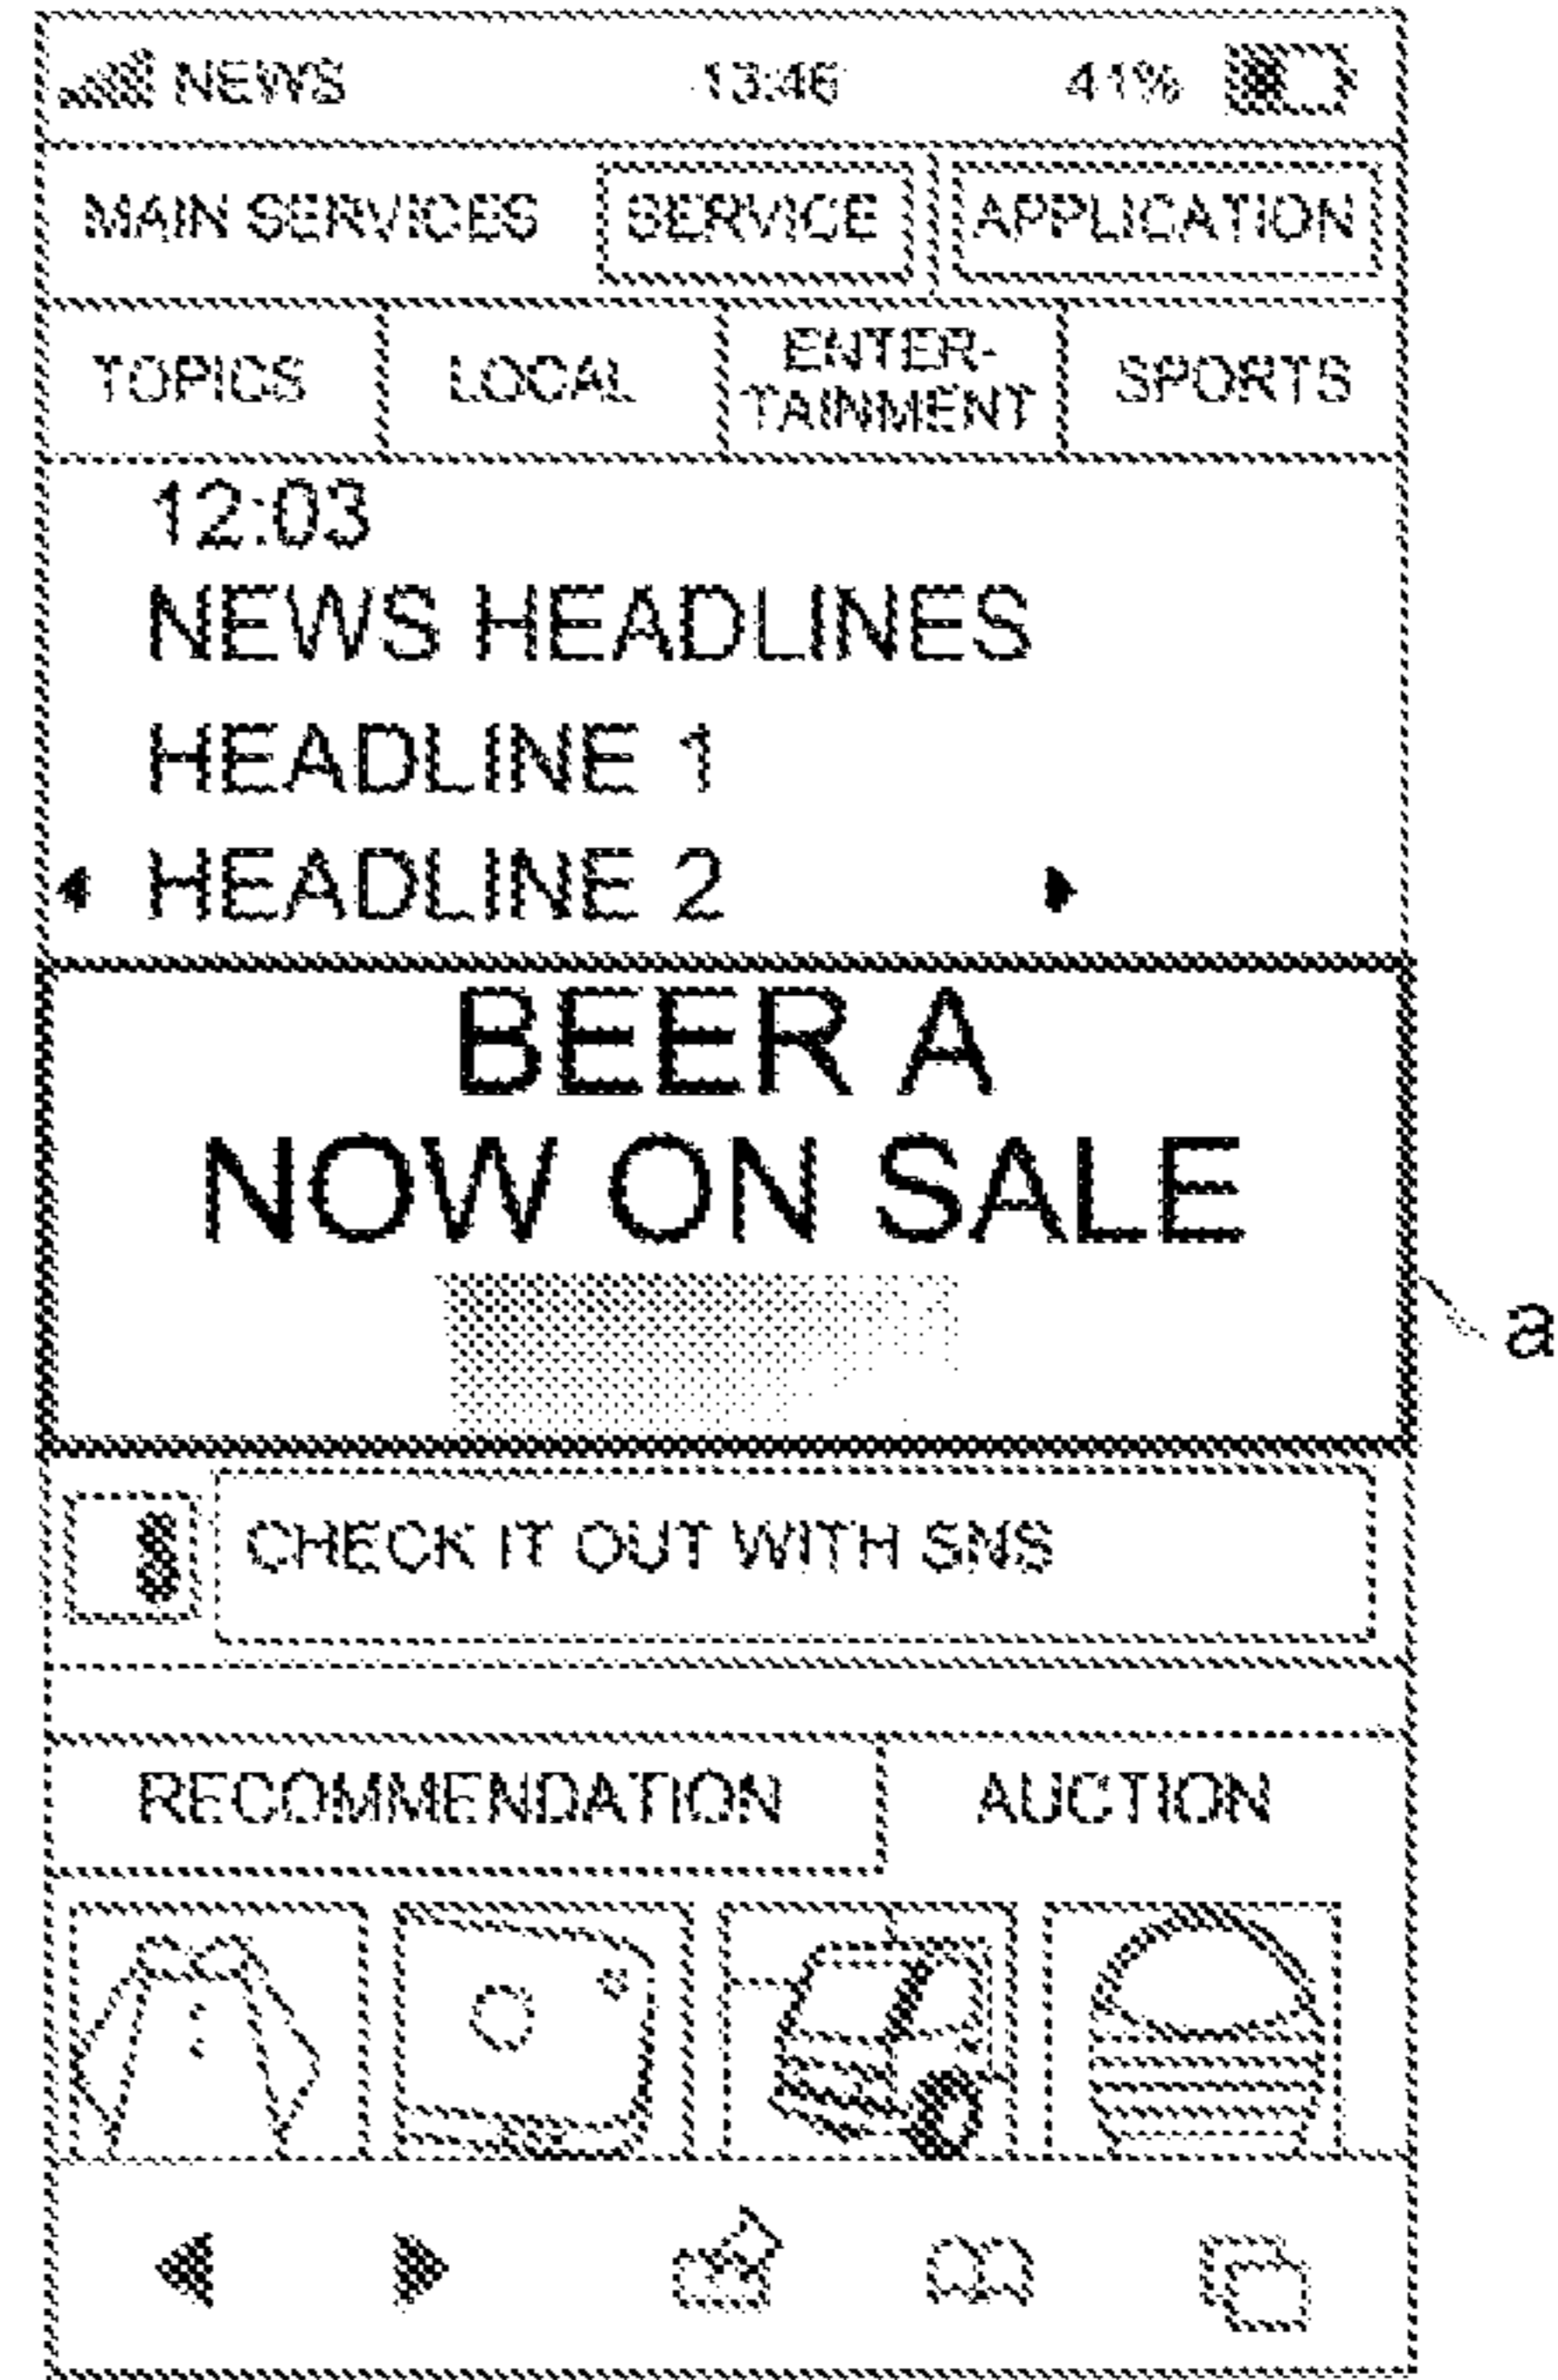 NEWS 13:46 41%
MAIN SERVICES SERVICE APPLICATION
TOPICS LOCAL ENTER-
TAINMENT SPORTS
12:03
NEWS HEADLINES
HEADLINE 1
HEADLINE 2
BEER A
NOW ON SALE
a
CHECK IT OUT WITH SNS
RECOMMENDATION AUCTION